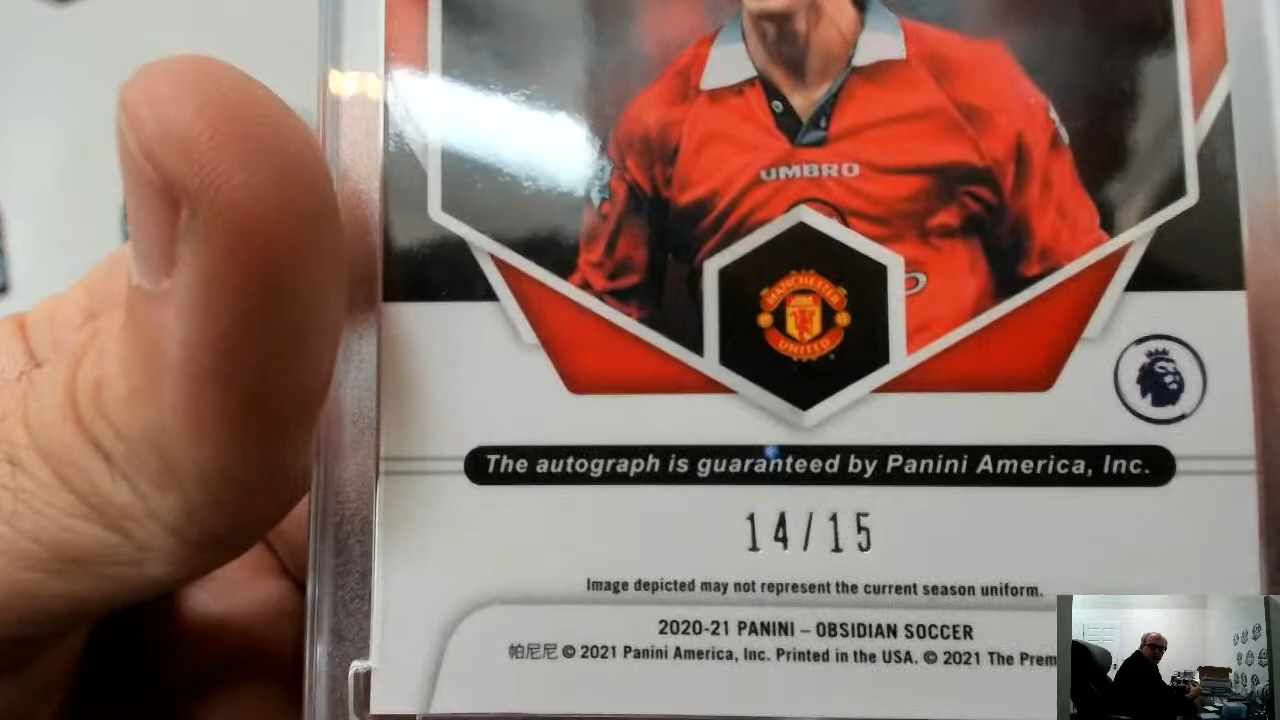 UMBRO
MANCHESTER
UNITED
The autograph is guaranteed by Panini America, Inc.
14/15
Image depicted may not represent the current season uniform.
2020-21 PANINI – OBSIDIAN SOCCER
帕尼尼 © 2021 Panini America, Inc. Printed in the USA. © 2021 The Prem